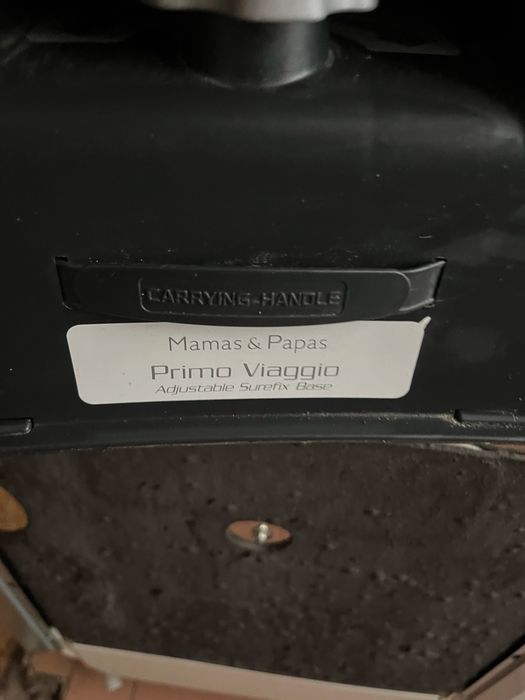 CARRYING-HANDLE
Mamas & Papas
Primo Viaggio
Adjustable Surefix Base